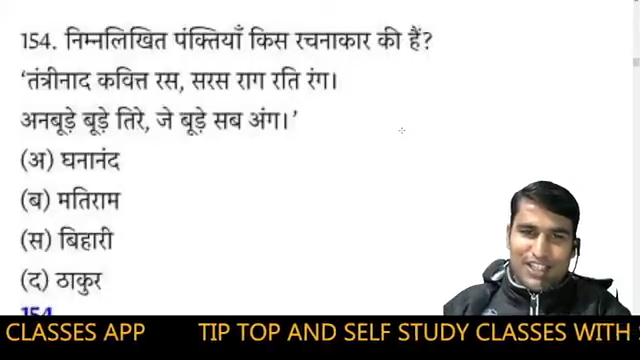 154. निम्नलिखित पंक्तियाँ किस रचनाकार की हैं?
'तंत्रीनाद कवित्त रस, सरस राग रति रंग।
अनबूड़े बूड़े तिरे, जे बूड़े सब अंग।'
(अ) घनानंद
(ब) मतिराम
(स) बिहारी
(द) ठाकुर
154
CLASSES APP TIP TOP AND SELF STUDY CLASSES WITH